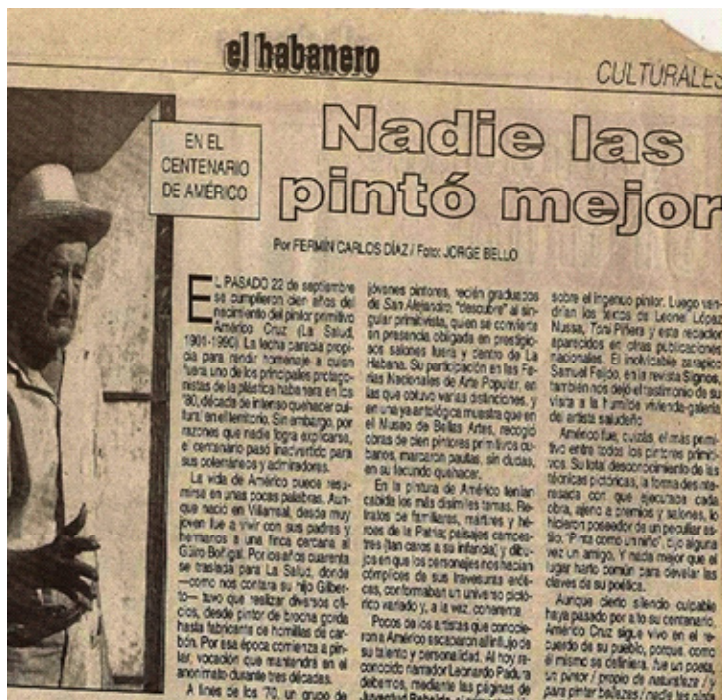 el habanero
CULTURALES
EN EL
CENTENARIO
DE AMÉRICO
Nadie las
pintó mejor
Por FERMÍN CARLOS DÍAZ / Foto: JORGE BELLO
EL PASADO 22 de septiembre
se cumplieron cien años del
nacimiento del pintor primitivo
Américo Cruz (La Salud,
1901-1990). La fecha parecía propi-
cia para rendir homenaje a quien
fuera uno de los principales protago-
nistas de la plástica habanera en los
'80, década de intenso quehacer cul-
tural en el territorio. Sin embargo, por
razones que nadie logra explicarse,
el centenario pasó inadvertido para
sus coterráneos y admiradores.
La vida de Américo puede resu-
mirse en unas pocas palabras. Aun-
que nació en Villarreal, desde muy
joven fue a vivir con sus padres y
hermanos a una finca cercana al
Güiro Boñigal. Por los años cuarenta
se traslada para La Salud, donde
—como nos contara su hijo Gilber-
to— tuvo que realizar diversos ofi-
cios, desde pintor de brocha gorda
hasta fabricante de hornillas de car-
bón. Por esa época comienza a pin-
tar, vocación que mantendrá en el
anonimato durante tres décadas.
A fines de los '70, un grupo de
jóvenes pintores, recién graduados
de San Alejandro, "descubre" al sin-
gular primitivista, quien se convierte
en presencia obligada en prestigio-
sos salones fuera y dentro de La
Habana. Su participación en las Fe-
rias Nacionales de Arte Popular, en
las que obtuvo varias distinciones, y
en una ya antológica muestra que en
el Museo de Bellas Artes, recogió
obras de cien pintores primitivos cu-
banos, marcaron pautas, sin dudas,
en su fecundo quehacer.
En la pintura de Américo tenían
cabida los más disímiles temas. Re-
tratos de familiares, mártires y hé-
roes de la Patria; paisajes campes-
tres (tan caros a su infancia) y dibu-
jos en que los personajes nos hacían
cómplices de sus travesuras eróti-
cas, conformaban un universo pictó-
rico variado y, a la vez, coherente.
Pocos de los artistas que conocie-
ron a Américo escaparon al influjo de
su talento y personalidad. Al hoy re-
conocido narrador Leonardo Padura
debemos, mediante las páginas de
Juventud Rebelde,
sobre el ingenuo pintor. Luego ven-
drían los textos de Leonel López
Nussa, Toni Piñera y este redactor
aparecidos en otras publicaciones
nacionales. El inolvidable zarapico
Samuel Feijóo, en la revista Signos,
también nos dejó el testimonio de su
visita a la humilde vivienda-galería
del artista saludeño.
Américo fue, quizás, el más primi-
tivo entre todos los pintores primiti-
vos. Su total desconocimiento de las
técnicas pictóricas, la forma desinte-
resada con que ejecutaba cada
obra, ajeno a premios y salones, lo
hicieron poseedor de un peculiar es-
tilo. "Pinta como un niño", dijo alguna
vez un amigo. Y nada mejor que el
lugar harto común para develar las
claves de su poética.
Aunque cierto silencio culpable
haya pasado por alto su centenario,
Américo Cruz sigue vivo en el re-
cuerdo de su pueblo, porque, como
él mismo se definiera, fue un poeta,
un pintor / propio de naturaleza / y
para pintar belleza /